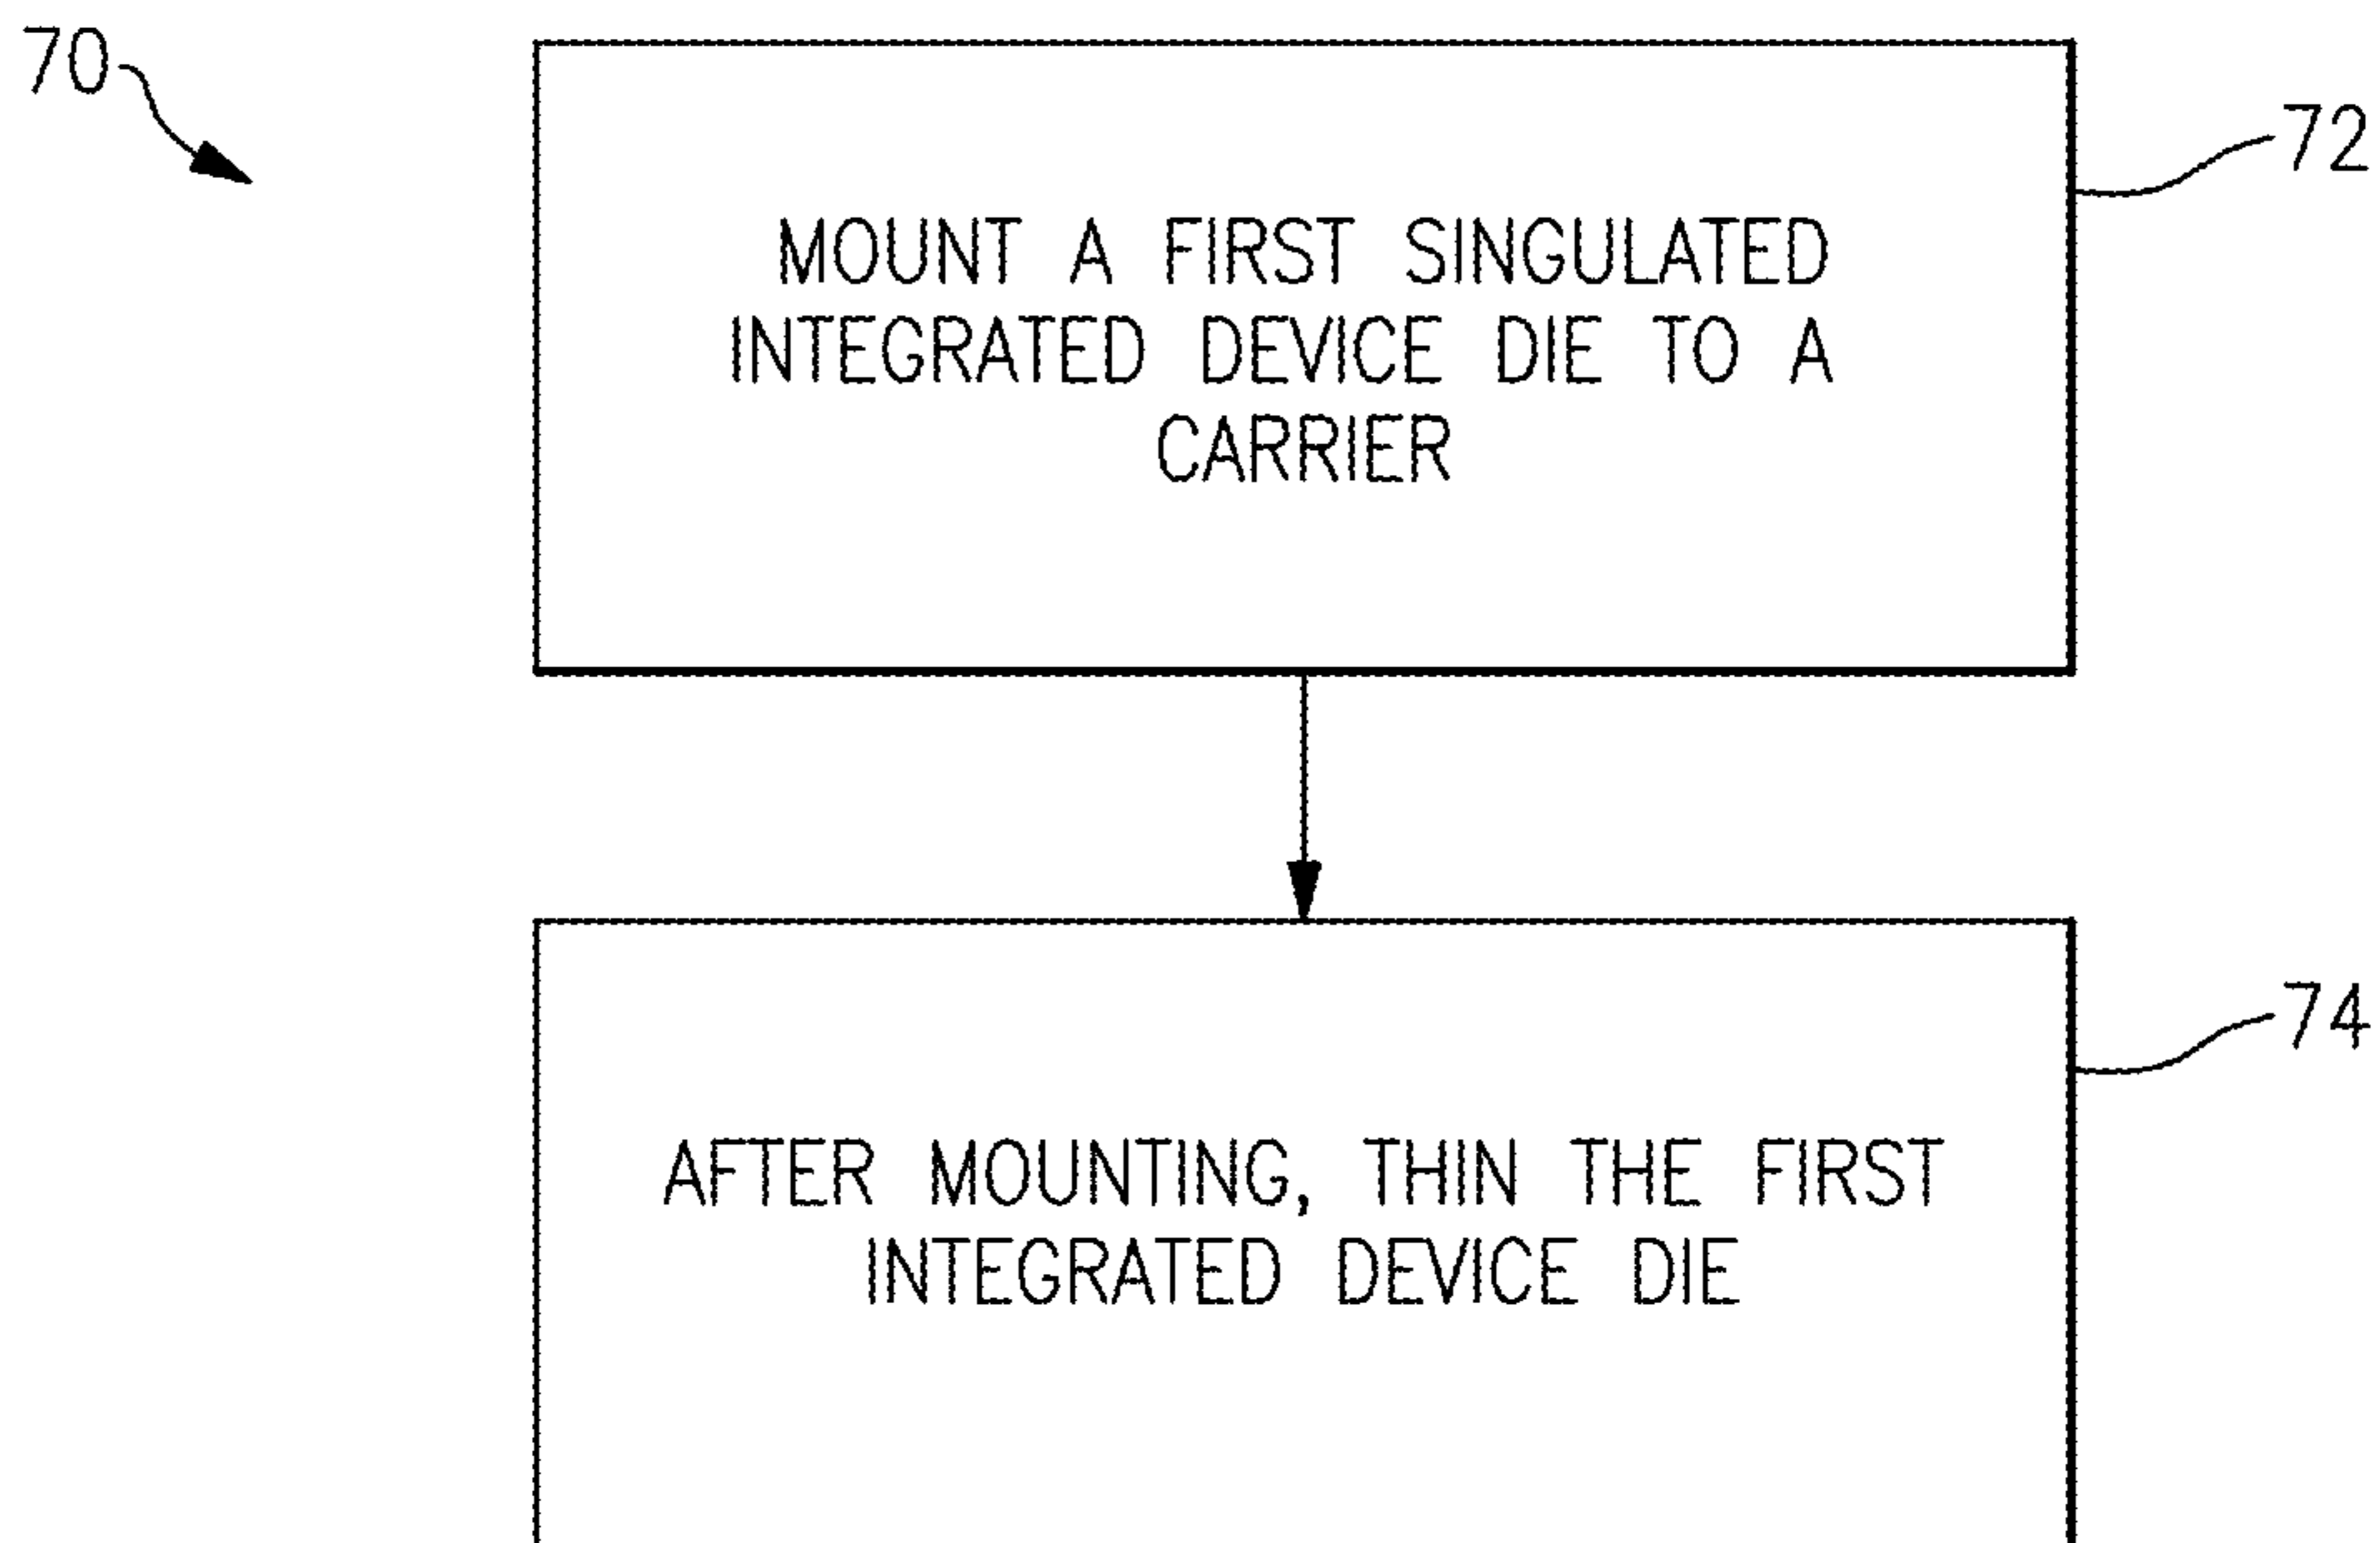 70
72
MOUNT A FIRST SINGULATED
INTEGRATED DEVICE DIE TO A
CARRIER
74
AFTER MOUNTING, THIN THE FIRST
INTEGRATED DEVICE DIE